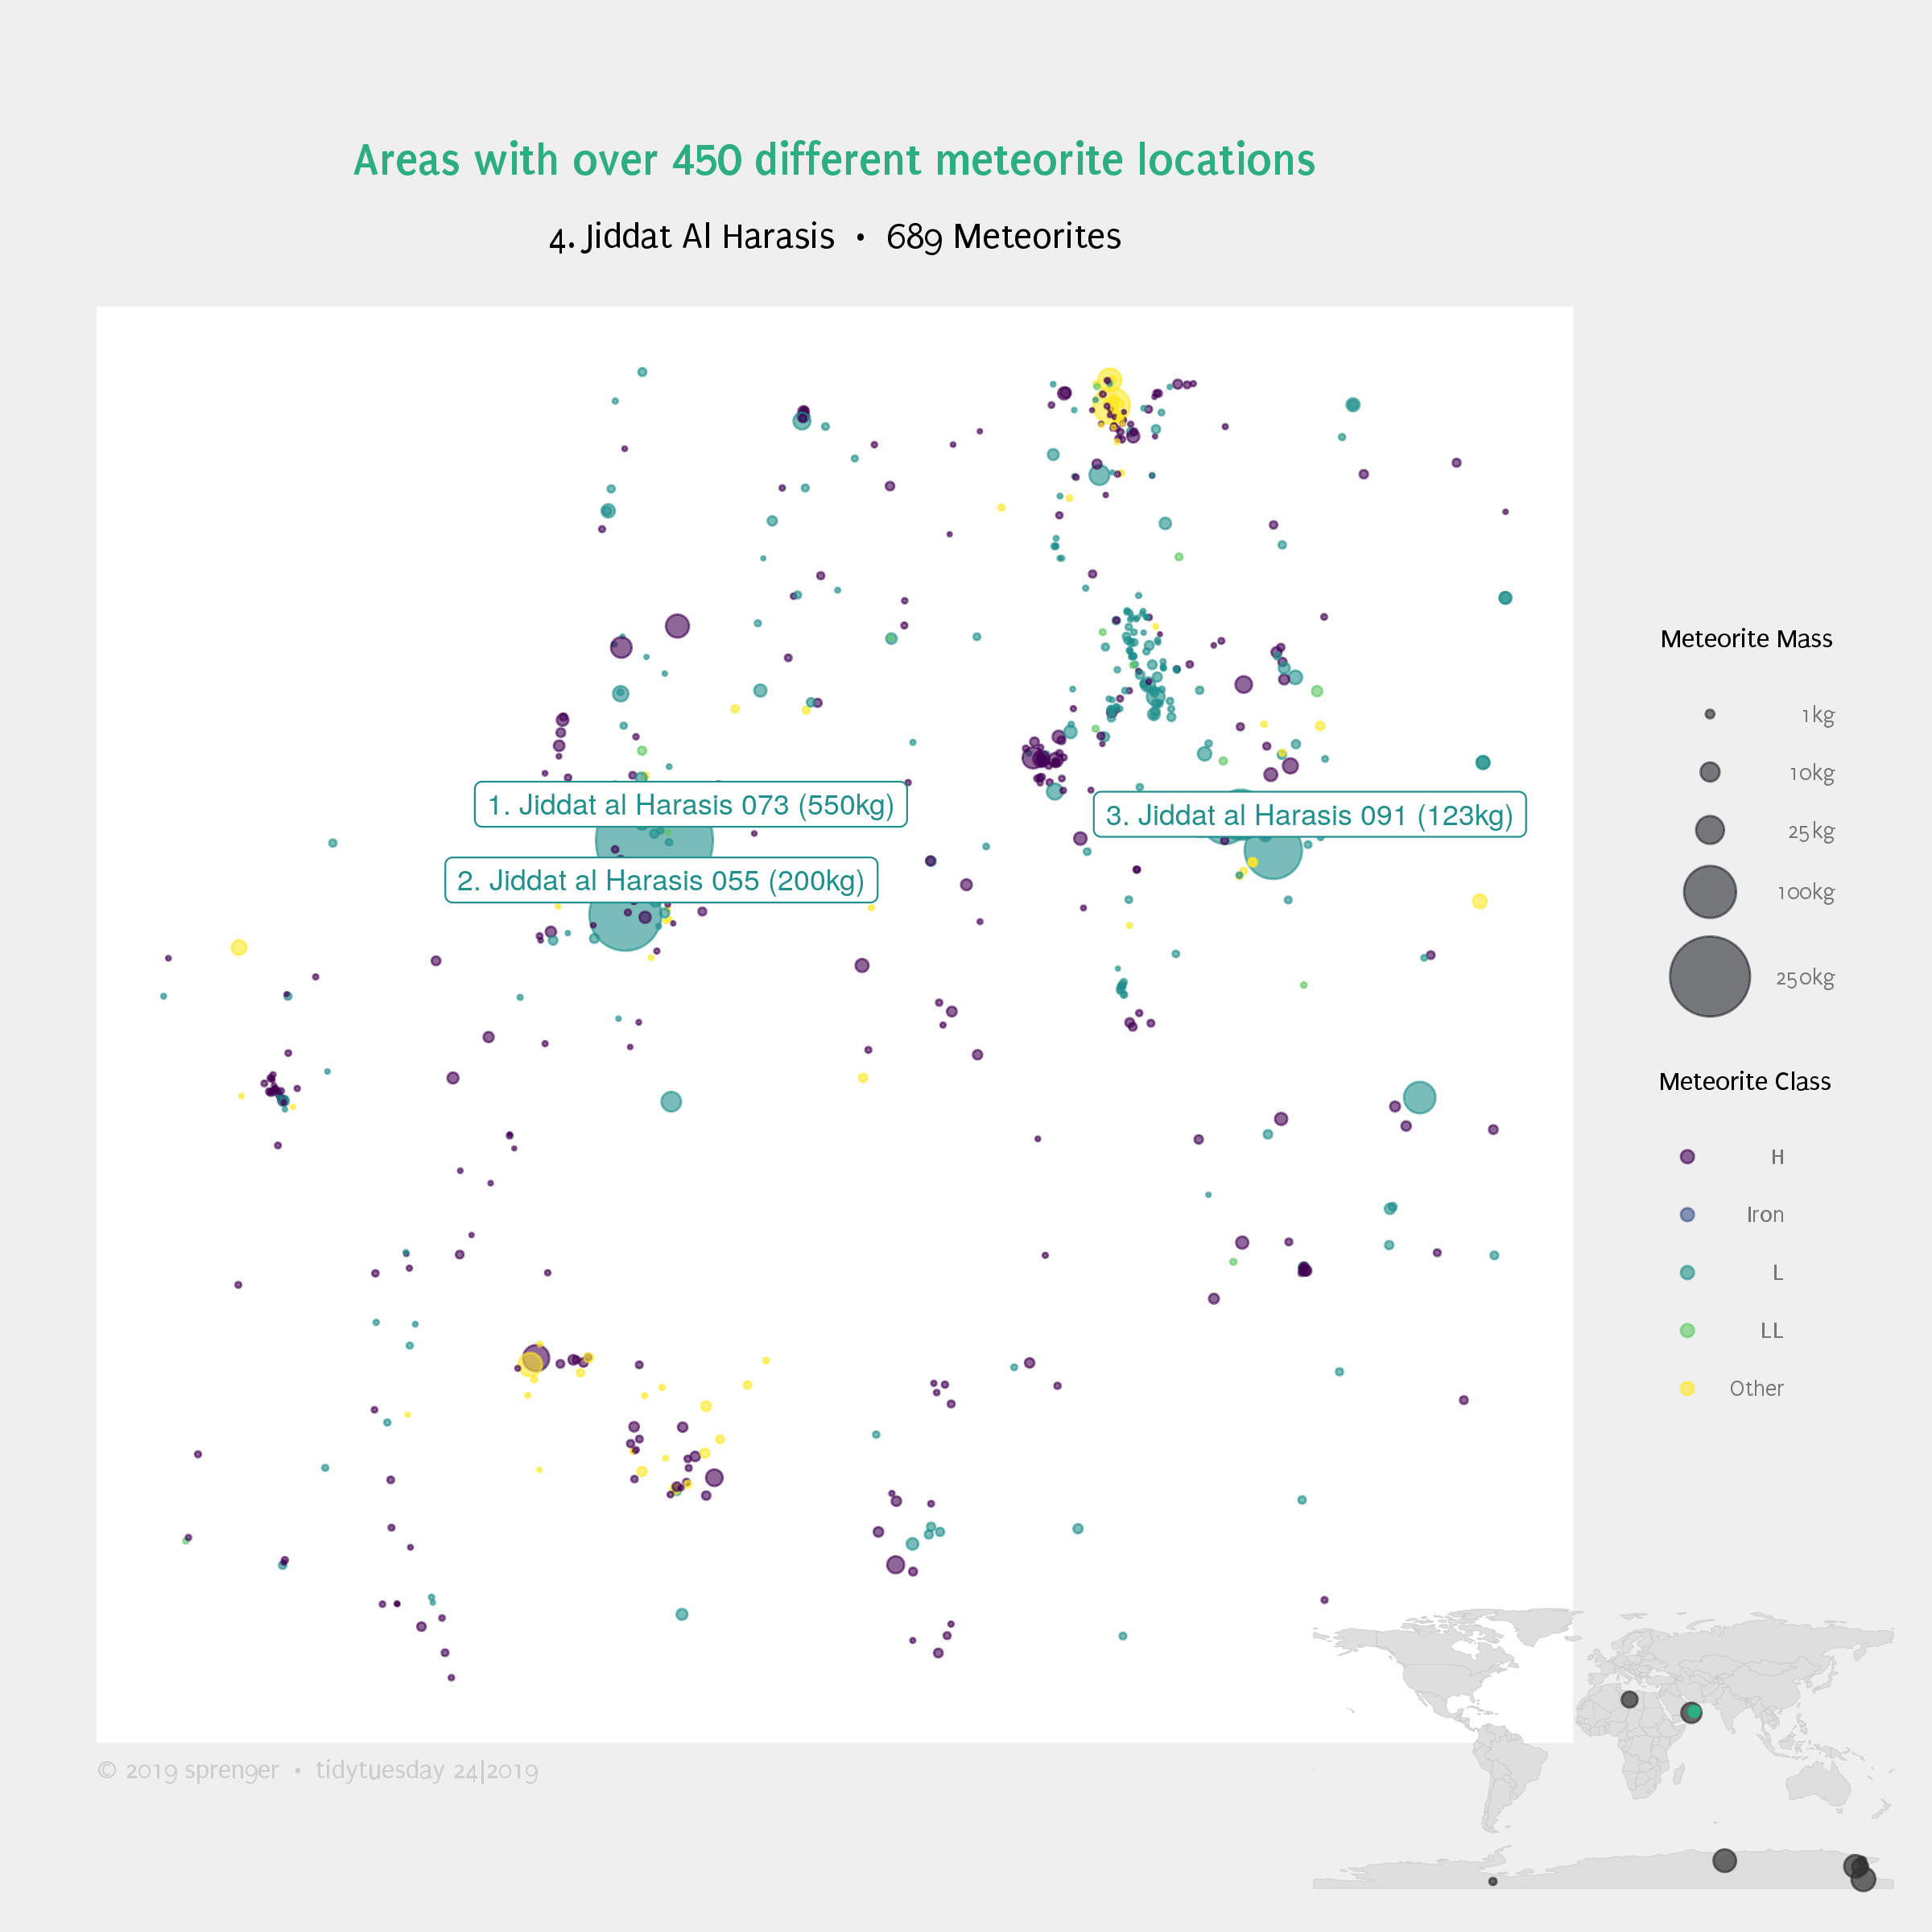 Areas with over 450 different meteorite locations
4. Jiddat Al Harasis • 689 Meteorites
1. Jiddat al Harasis 073 (550kg)
3. Jiddat al Harasis 091 (123kg)
2. Jiddat al Harasis 055 (200kg)
Meteorite Mass
1kg
10kg
25kg
100kg
250kg
Meteorite Class
H
Iron
L
LL
Other
© 2019 sprenger • tidytuesday 24|2019